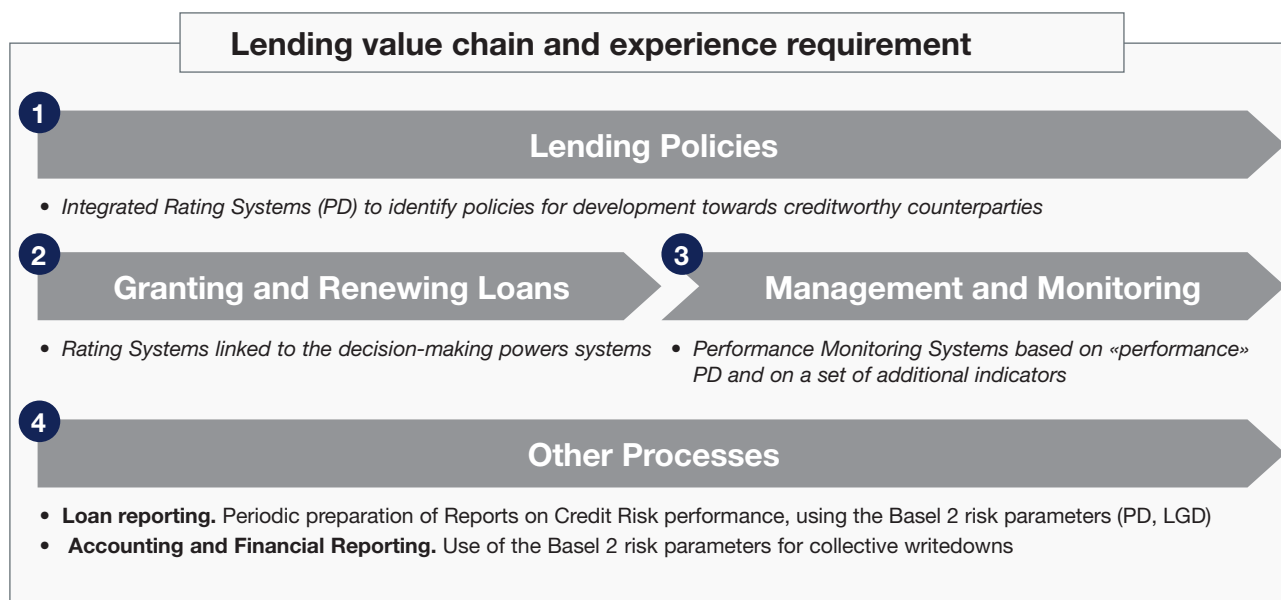 Lending value chain and experience requirement
1
Lending Policies
• Integrated Rating Systems (PD) to identify policies for development towards creditworthy counterparties
2
Granting and Renewing Loans
• Rating Systems linked to the decision-making powers systems
3
Management and Monitoring
• Performance Monitoring Systems based on «performance»
PD and on a set of additional indicators
4
Other Processes
• Loan reporting. Periodic preparation of Reports on Credit Risk performance, using the Basel 2 risk parameters (PD, LGD)
• Accounting and Financial Reporting. Use of the Basel 2 risk parameters for collective writedowns